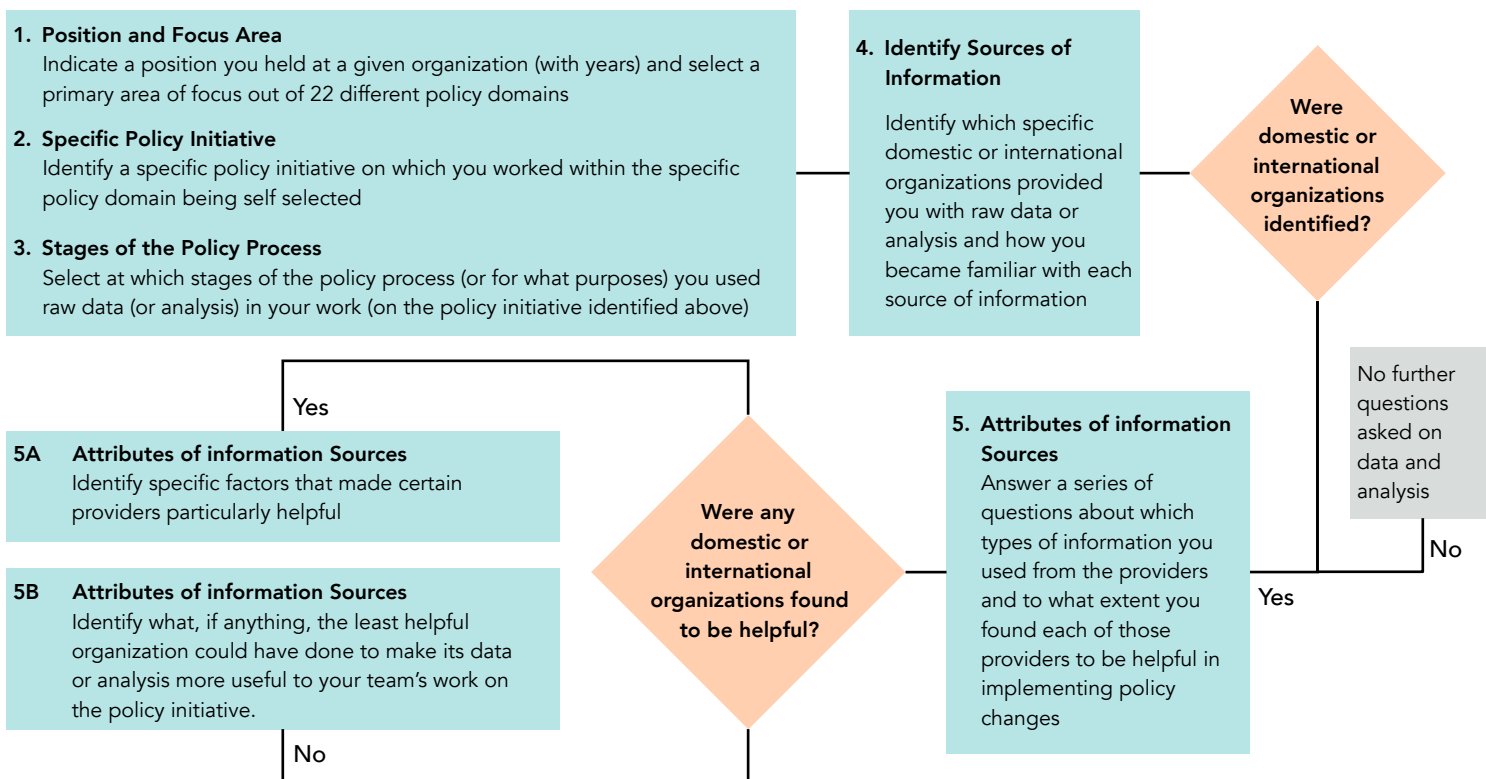 1. Position and Focus Area
Indicate a position you held at a given organization (with years) and select a
primary area of focus out of 22 different policy domains
2. Specific Policy Initiative
Identify a specific policy initiative on which you worked within the specific
policy domain being self selected
3. Stages of the Policy Process
Select at which stages of the policy process (or for what purposes) you used
raw data (or analysis) in your work (on the policy initiative identified above)
4. Identify Sources of
Information
Identify which specific
domestic or international
organizations provided
you with raw data or
analysis and how you
became familiar with each
source of information
Were
domestic or
international
organizations
identified?
No further
questions
asked on
data and
analysis
No
Yes
5. Attributes of information
Sources
Answer a series of
questions about which
types of information you
used from the providers
and to what extent you
found each of those
providers to be helpful in
implementing policy
changes
Were any
domestic or
international
organizations found
to be helpful?
Yes
5A Attributes of information Sources
Identify specific factors that made certain
providers particularly helpful
5B Attributes of information Sources
Identify what, if anything, the least helpful
organization could have done to make its data
or analysis more useful to your team’s work on
the policy initiative.
No